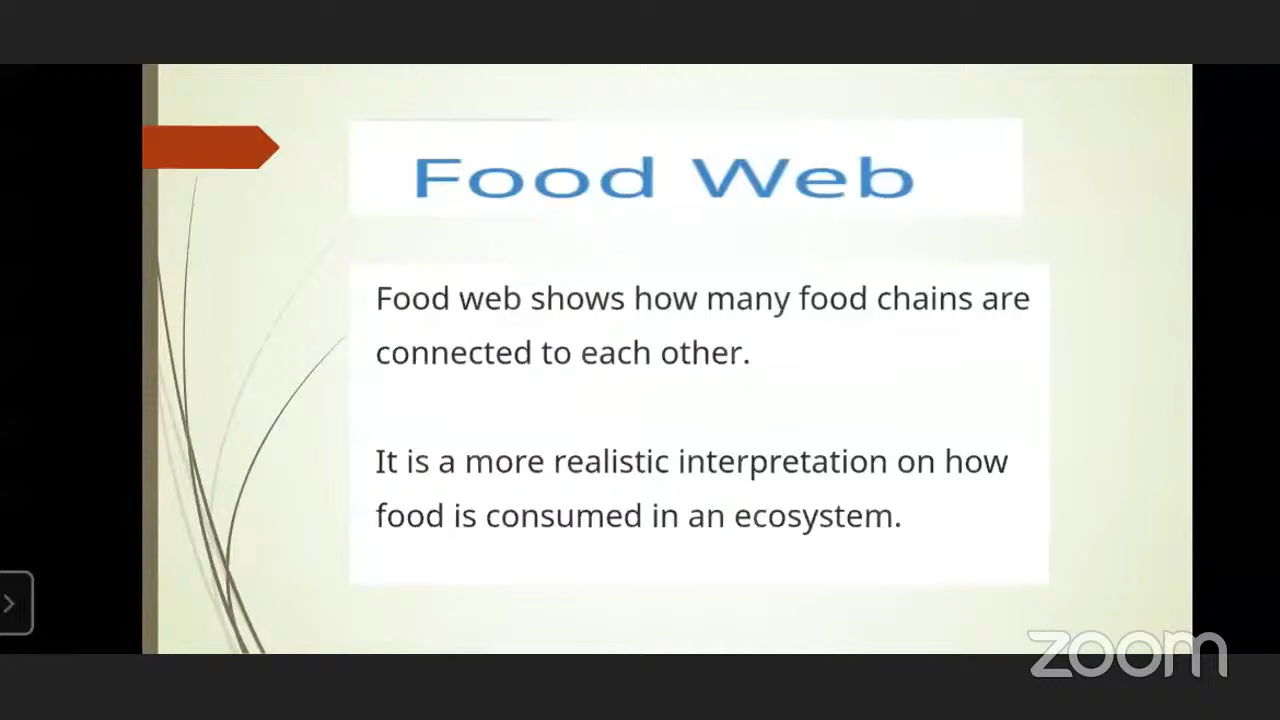 Food Web
Food web shows how many food chains are
connected to each other.
It is a more realistic interpretation on how
food is consumed in an ecosystem.
zoom